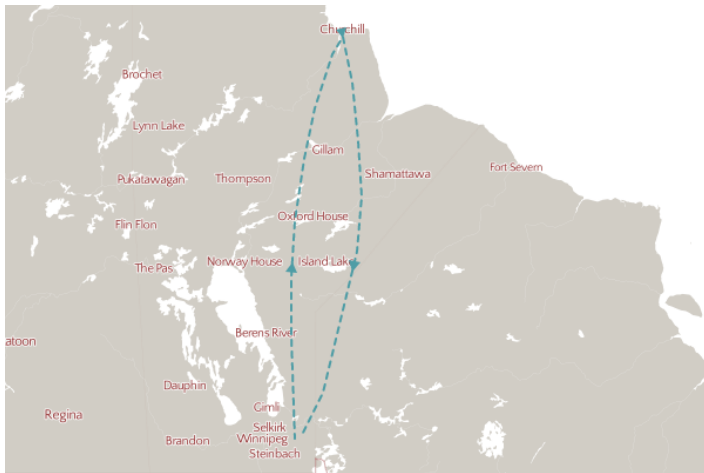 Churchill
Brochet
Lynn Lake
Gillam
Fort Severn
Shamattawa
Pukatawagan
Thompson
Oxford House
Flin Flon
Norway House
Island Lake
The Pas
Berens River
atoon
Dauphin
Gimli
Regina
Selkirk
Brandon
Winnipeg
Steinbach